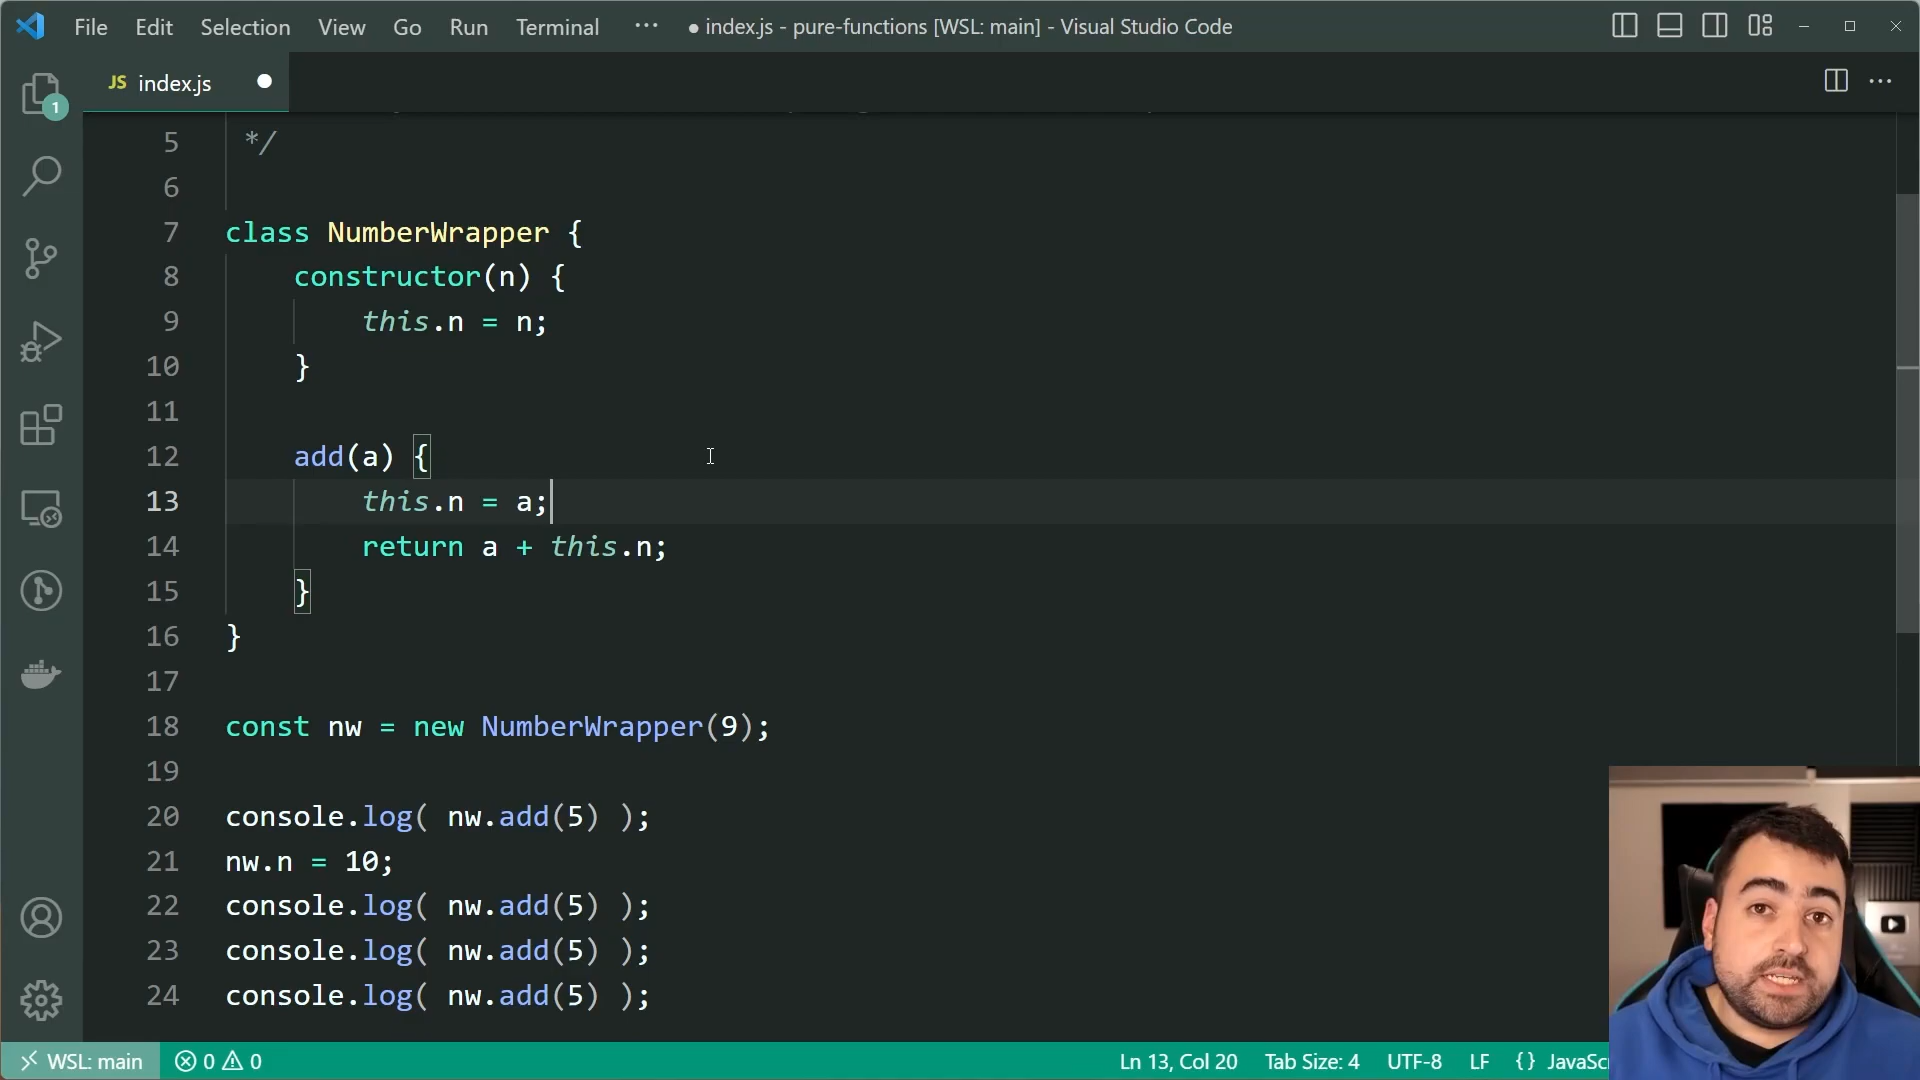 File Edit Selection View Go Run Terminal ··· ● index.js - pure-functions [WSL: main] - Visual Studio Code
JS index.js ●
1
5 */
6
7 class NumberWrapper {
8 constructor(n) {
9 this.n = n;
10 }
11
12 add(a) {
13 this.n = a;
14 return a + this.n;
15 }
16 }
17
18 const nw = new NumberWrapper(9);
19
20 console.log( nw.add(5) );
21 nw.n = 10;
22 console.log( nw.add(5) );
23 console.log( nw.add(5) );
24 console.log( nw.add(5) );
WSL: main 0 0 Ln 13, Col 20 Tab Size: 4 UTF-8 LF {} JavaSc